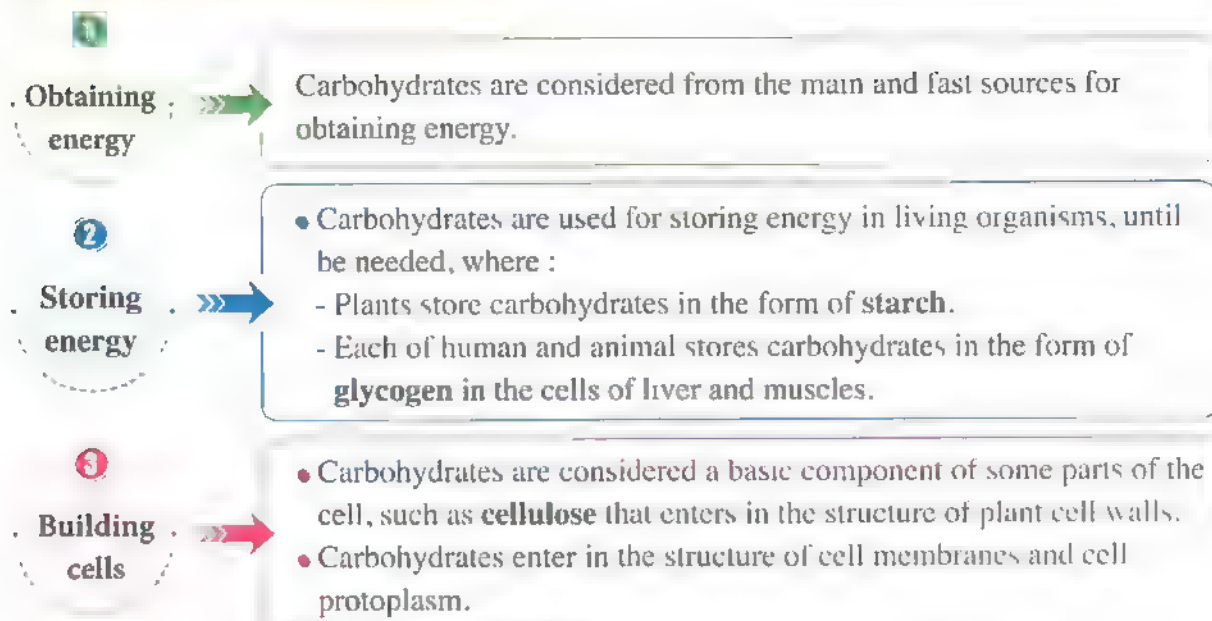 1
Obtaining energy
Carbohydrates are considered from the main and fast sources for
obtaining energy.
2
Storing energy
• Carbohydrates are used for storing energy in living organisms, until
be needed, where :
- Plants store carbohydrates in the form of starch.
- Each of human and animal stores carbohydrates in the form of
glycogen in the cells of liver and muscles.
3
Building cells
• Carbohydrates are considered a basic component of some parts of the
cell, such as cellulose that enters in the structure of plant cell walls.
• Carbohydrates enter in the structure of cell membranes and cell
protoplasm.